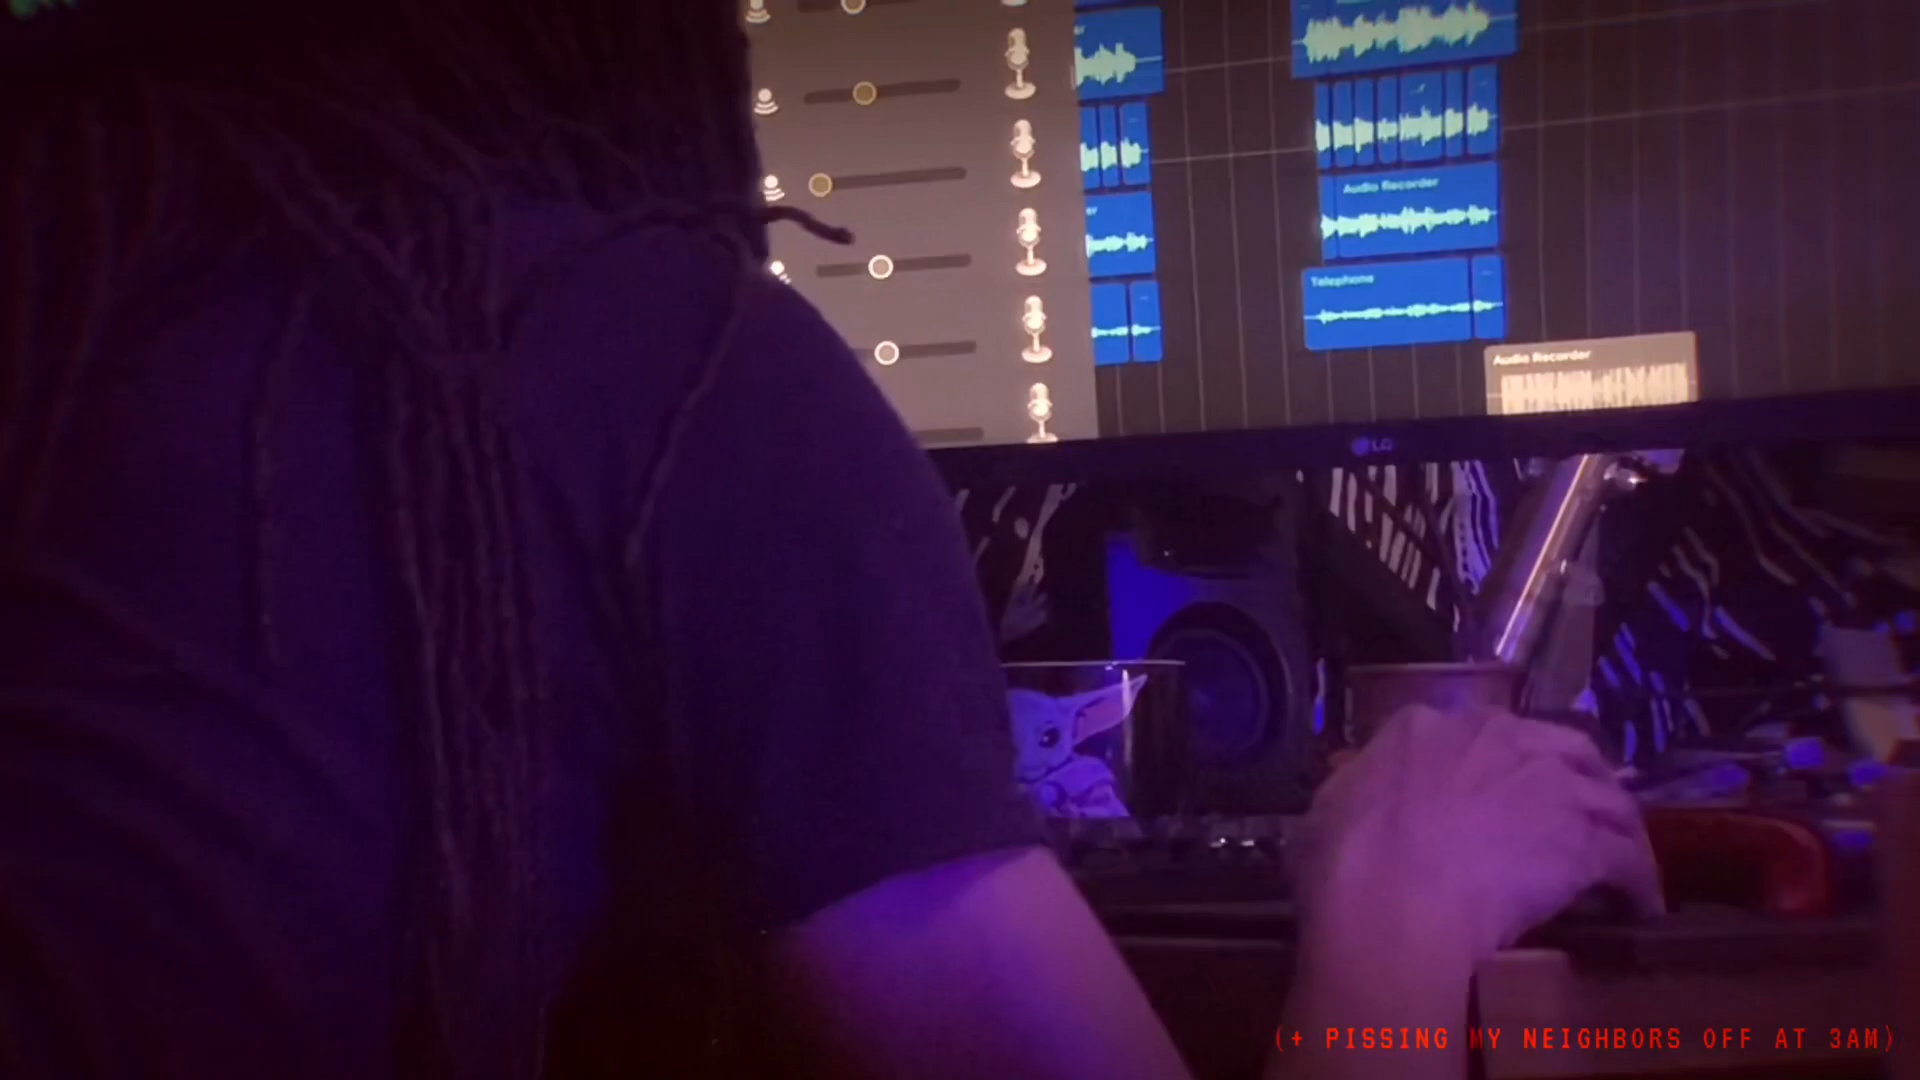 Audio Recorder
Telephone
Audio Recorder
LG
(+ PISSING MY NEIGHBORS OFF AT 3AM)